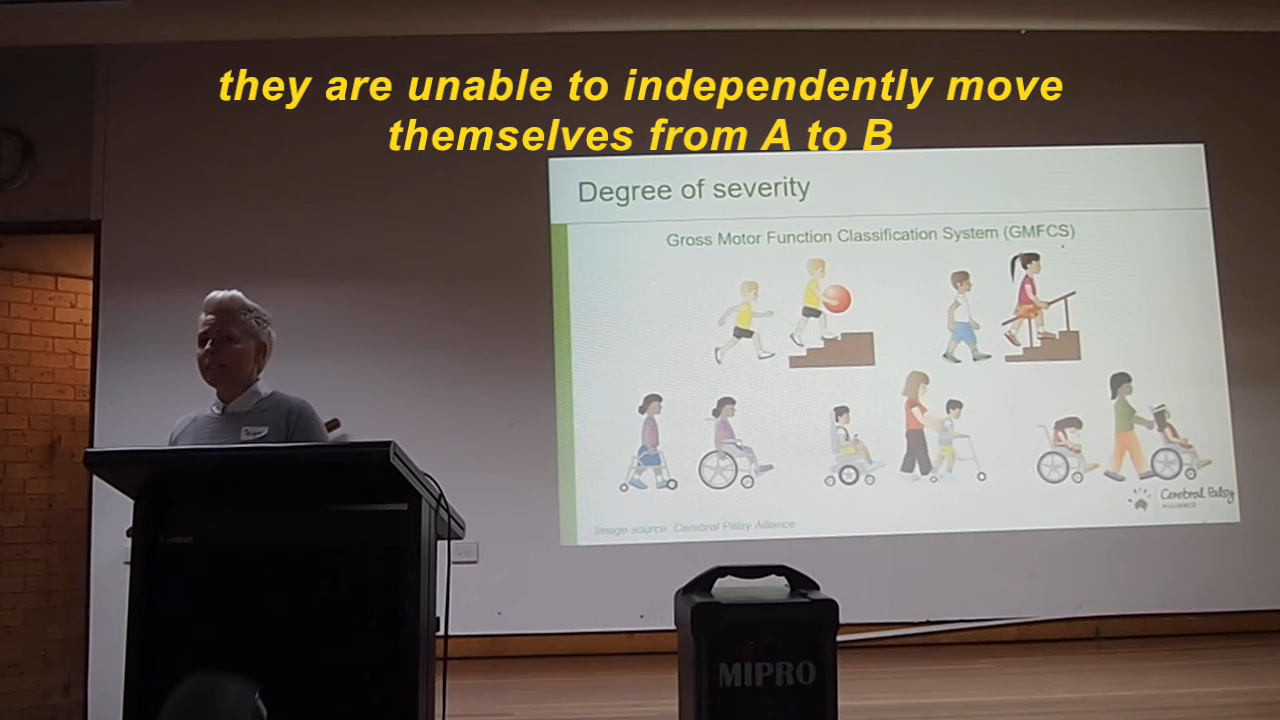 they are unable to independently move
themselves from A to B
Degree of severity
Gross Motor Function Classification System (GMFCS)
Cerebral Palsy
ALLIANCE
Image source: Cerebral Palsy Alliance
MIPRO